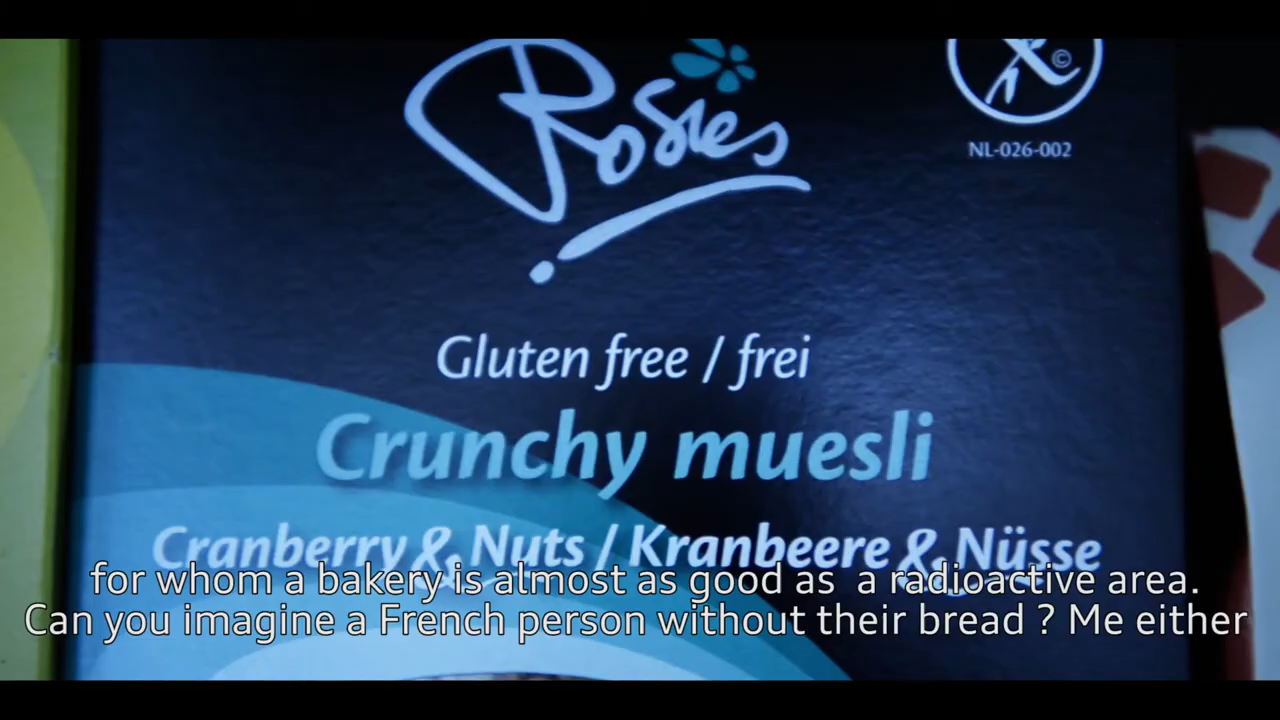 Rosies
©
NL-026-002
Gluten free / frei
Crunchy muesli
Cranberry & Nuts / Kranbeere & Nüsse
for whom a bakery is almost as good as  a radioactive area.
Can you imagine a French person without their bread ? Me either